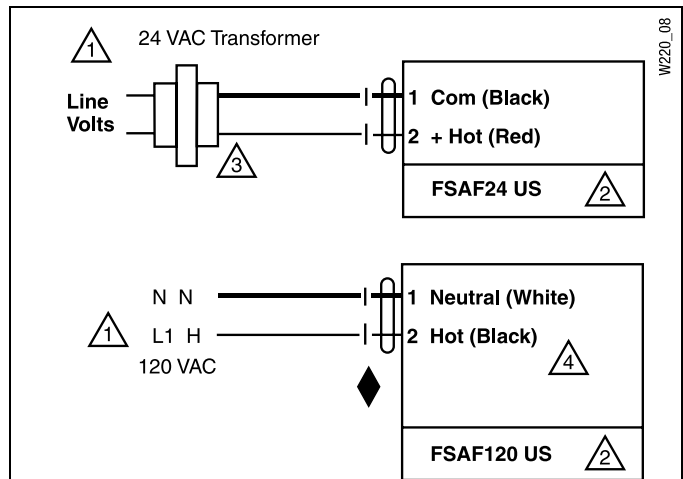 W220_08
1 24 VAC Transformer
Line
Volts
1 Com (Black)
2 + Hot (Red)
3
FSAF24 US 2
N N
1 Neutral (White)
1 L1 H
2 Hot (Black)
120 VAC
4
FSAF120 US 2